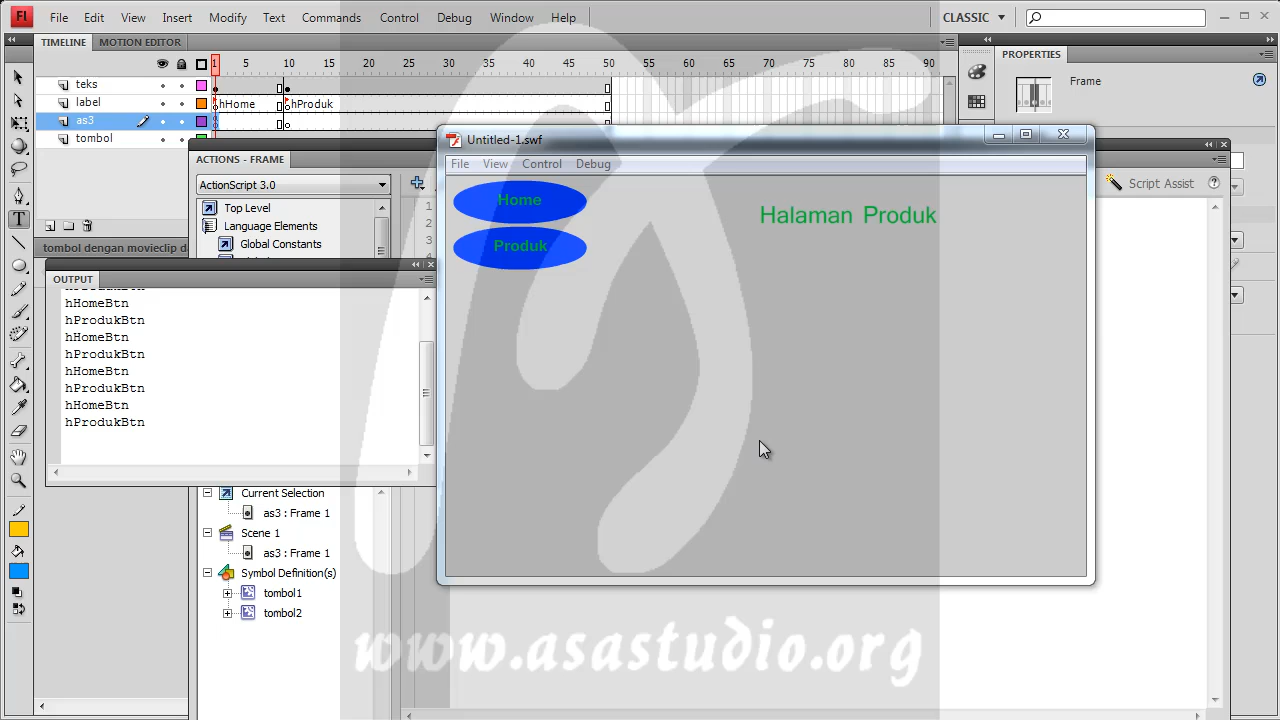 Fl File Edit View Insert Modify Text Commands Control Debug Window Help CLASSIC
TIMELINE MOTION EDITOR
PROPERTIES
1 5 10 15 20 25 30 35 40 45 50 55 60 65 70 75 80 85 90
Frame
teks
label hHome hProduk
as3
tombol
Untitled-1.swf
ACTIONS - FRAME
File View Control Debug
ActionScript 3.0
Script Assist
Top Level
Language Elements
Global Constants
1
2
3
4
Home
Produk
Halaman Produk
tombol dengan movieclip da
OUTPUT
hHomeBtn
hProdukBtn
hHomeBtn
hProdukBtn
hHomeBtn
hProdukBtn
hHomeBtn
hProdukBtn
Current Selection
as3 : Frame 1
Scene 1
as3 : Frame 1
Symbol Definition(s)
tombol1
tombol2
www.asastudio.org